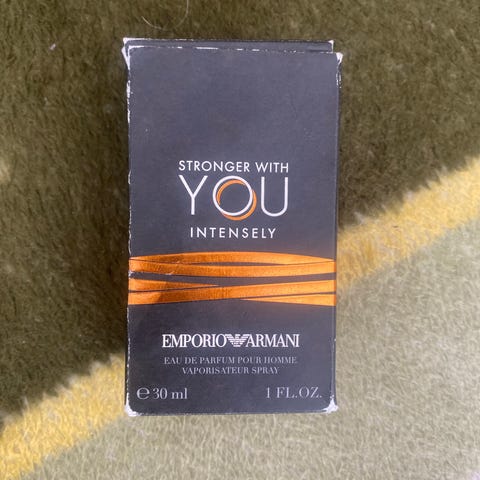 STRONGER WITH
YOU
INTENSELY
EMPORIO ARMANI
EAU DE PARFUM POUR HOMME
VAPORISATEUR SPRAY
℮ 30 ml 1 FL.OZ.